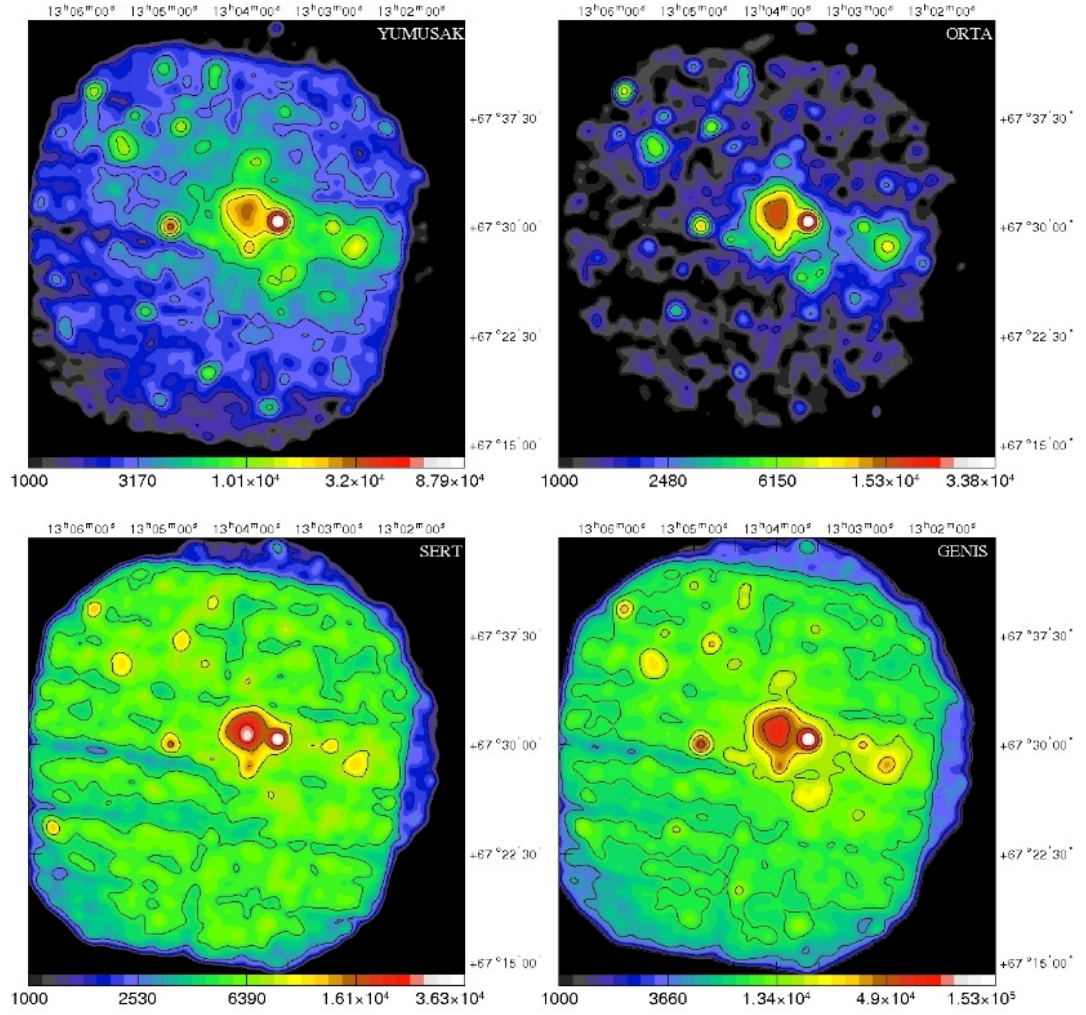 13ʰ06ᵐ00ˢ 13ʰ05ᵐ00ˢ 13ʰ04ᵐ00ˢ 13ʰ03ᵐ00ˢ 13ʰ02ᵐ00ˢ
YUMUSAK
+67°37'30"
+67°30'00"
+67°22'30"
+67°15'00"
1000 3170 1.01×10⁴ 3.2×10⁴ 8.79×10⁴
13ʰ06ᵐ00ˢ 13ʰ05ᵐ00ˢ 13ʰ04ᵐ00ˢ 13ʰ03ᵐ00ˢ 13ʰ02ᵐ00ˢ
ORTA
+67°37'30"
+67°30'00"
+67°22'30"
+67°15'00"
1000 2480 6150 1.53×10⁴ 3.38×10⁴
13ʰ06ᵐ00ˢ 13ʰ05ᵐ00ˢ 13ʰ04ᵐ00ˢ 13ʰ03ᵐ00ˢ 13ʰ02ᵐ00ˢ
SERT
+67°37'30"
+67°30'00"
+67°22'30"
+67°15'00"
1000 2530 6390 1.61×10⁴ 3.63×10⁴
13ʰ06ᵐ00ˢ 13ʰ05ᵐ00ˢ 13ʰ04ᵐ00ˢ 13ʰ03ᵐ00ˢ 13ʰ02ᵐ00ˢ
GENIS
+67°37'30"
+67°30'00"
+67°22'30"
+67°15'00"
1000 3660 1.34×10⁴ 4.9×10⁴ 1.53×10⁵